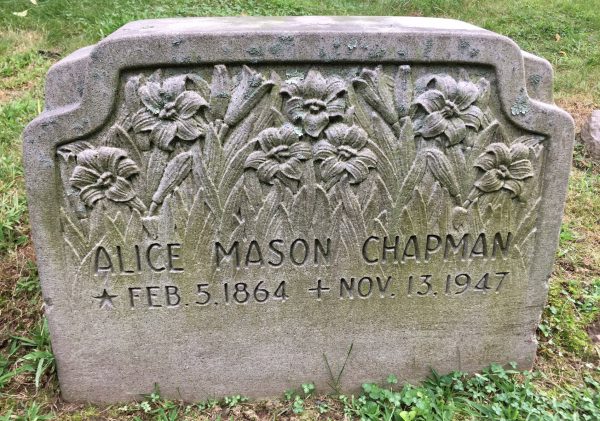 ALICE MASON CHAPMAN
★ FEB. 5. 1864 + NOV. 13. 1947